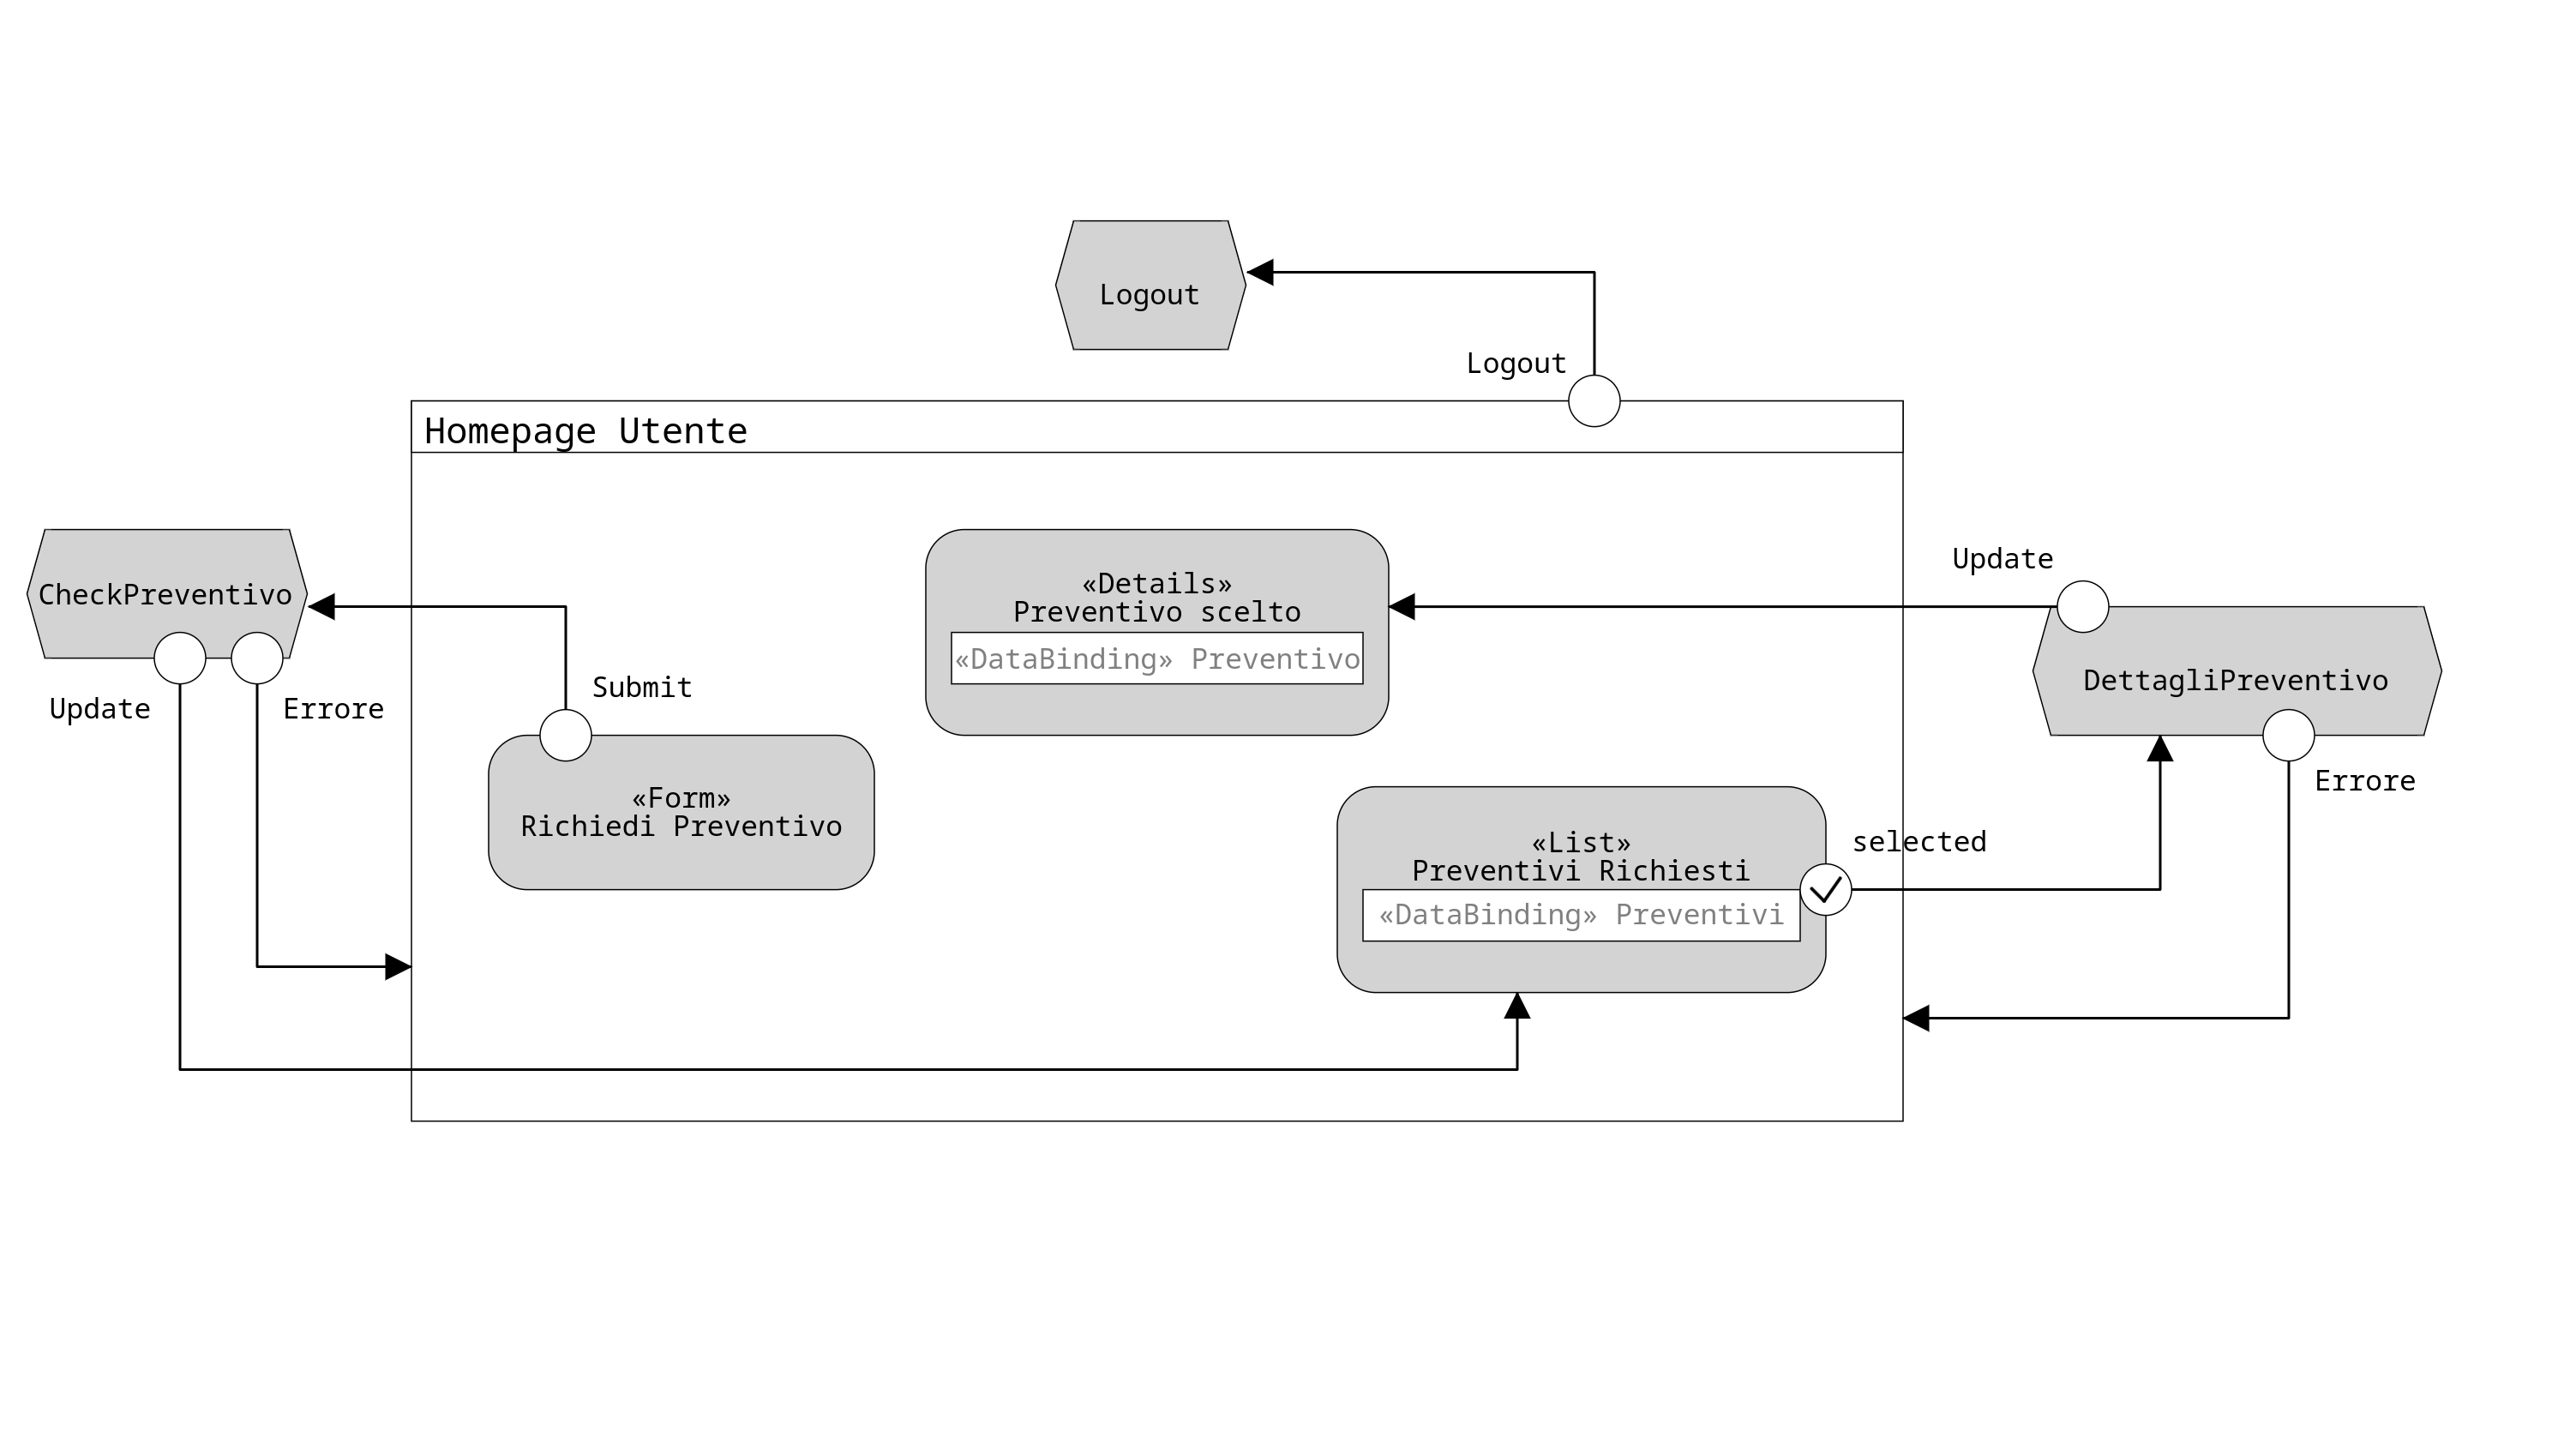 Logout
Logout
Homepage Utente
CheckPreventivo
Update
Errore
Submit
«Form»
Richiedi Preventivo
«Details»
Preventivo scelto
«DataBinding» Preventivo
Update
DettagliPreventivo
Errore
«List»
Preventivi Richiesti
«DataBinding» Preventivi
selected